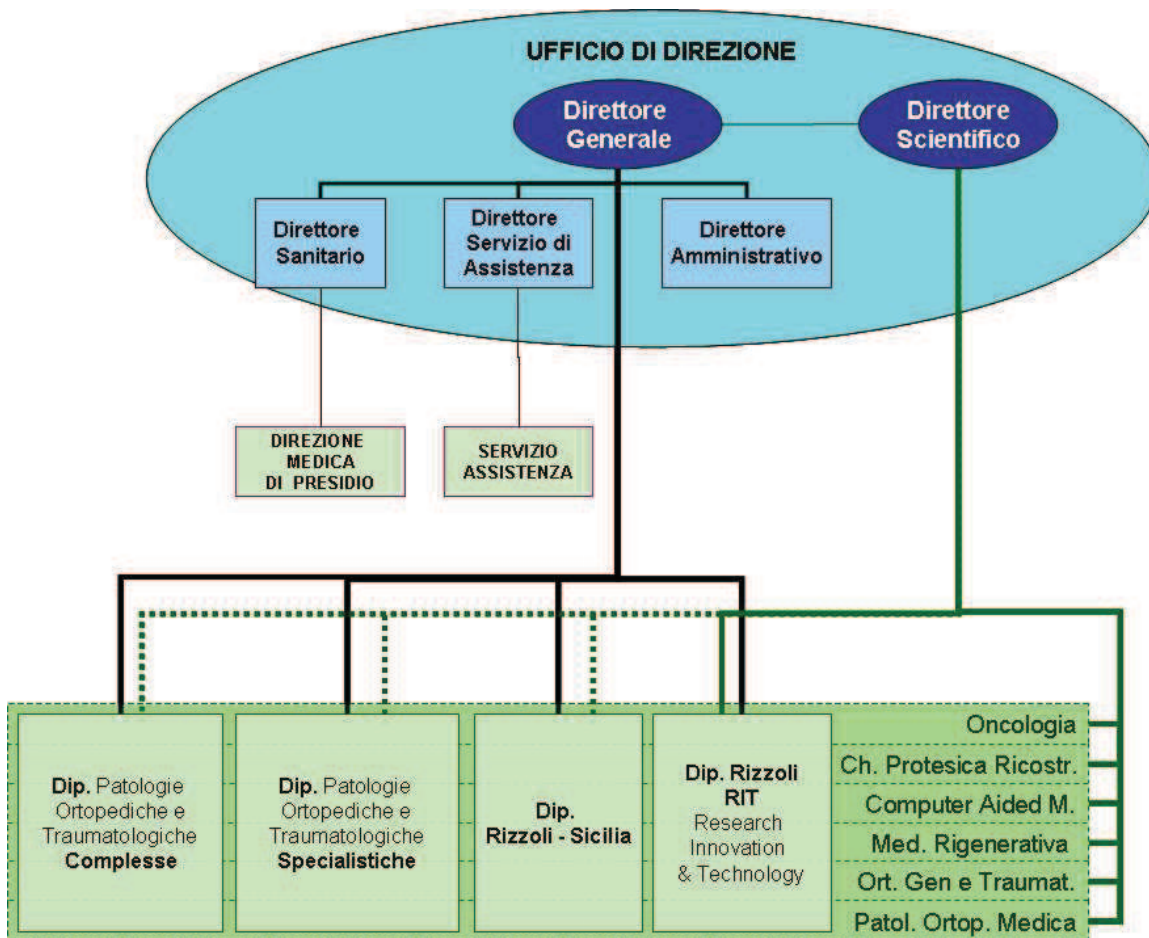 UFFICIO DI DIREZIONE
Direttore
Generale
Direttore
Scientifico
Direttore
Sanitario
Direttore
Servizio di
Assistenza
Direttore
Amministrativo
DIREZIONE
MEDICA
DI PRESIDIO
SERVIZIO
ASSISTENZA
Dip. Patologie
Ortopediche e
Traumatologiche
Complesse
Dip. Patologie
Ortopediche e
Traumatologiche
Specialistiche
Dip.
Rizzoli - Sicilia
Dip. Rizzoli
RIT
Research
Innovation
& Technology
Oncologia
Ch. Protesica Ricostr.
Computer Aided M.
Med. Rigenerativa
Ort. Gen e Traumat.
Patol. Ortop. Medica